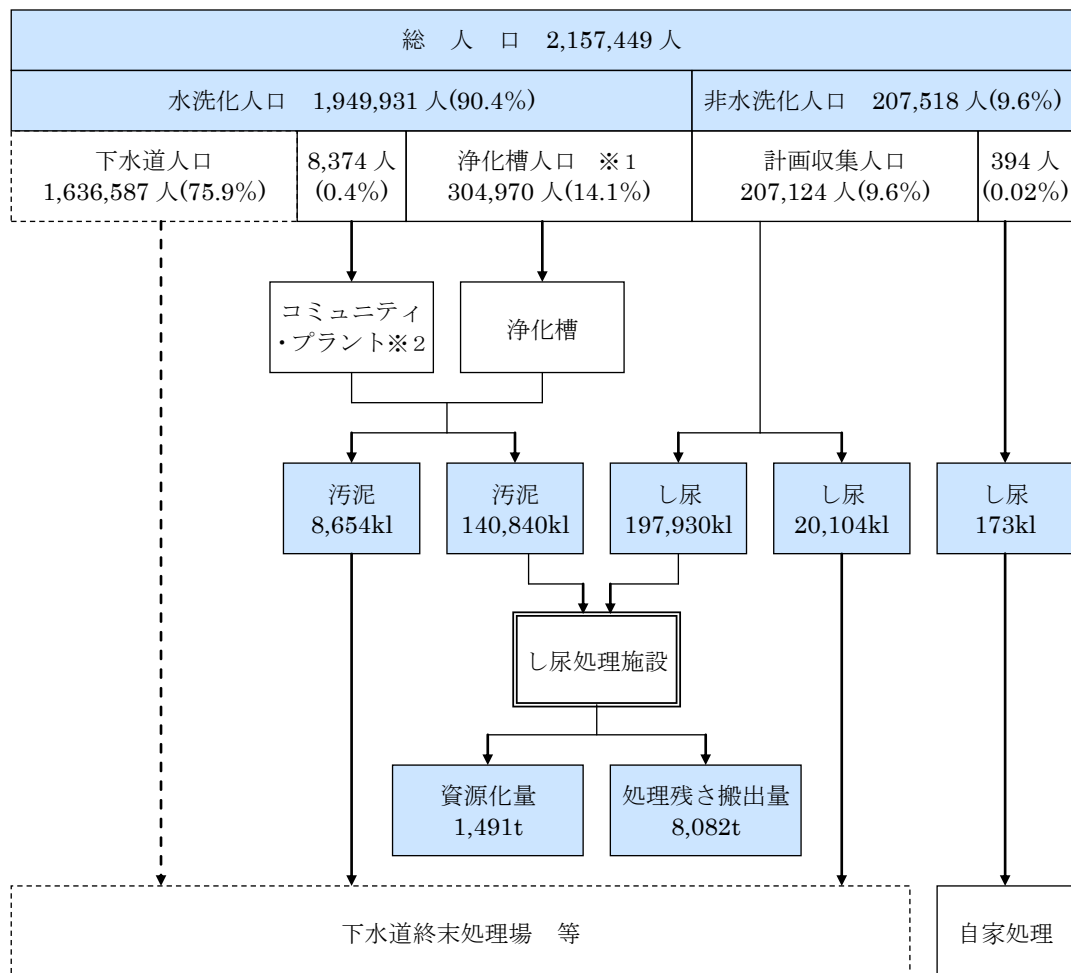 総　人　口　2,157,449 人
水洗化人口　1,949,931 人(90.4%)
非水洗化人口　207,518 人(9.6%)
下水道人口
1,636,587 人(75.9%)
8,374 人
(0.4%)
浄化槽人口　※1
304,970 人(14.1%)
計画収集人口
207,124 人(9.6%)
394 人
(0.02%)
コミュニティ
・プラント※2
浄化槽
汚泥
8,654kl
汚泥
140,840kl
し尿
197,930kl
し尿
20,104kl
し尿
173kl
し尿処理施設
資源化量
1,491t
処理残さ搬出量
8,082t
下水道終末処理場　等
自家処理